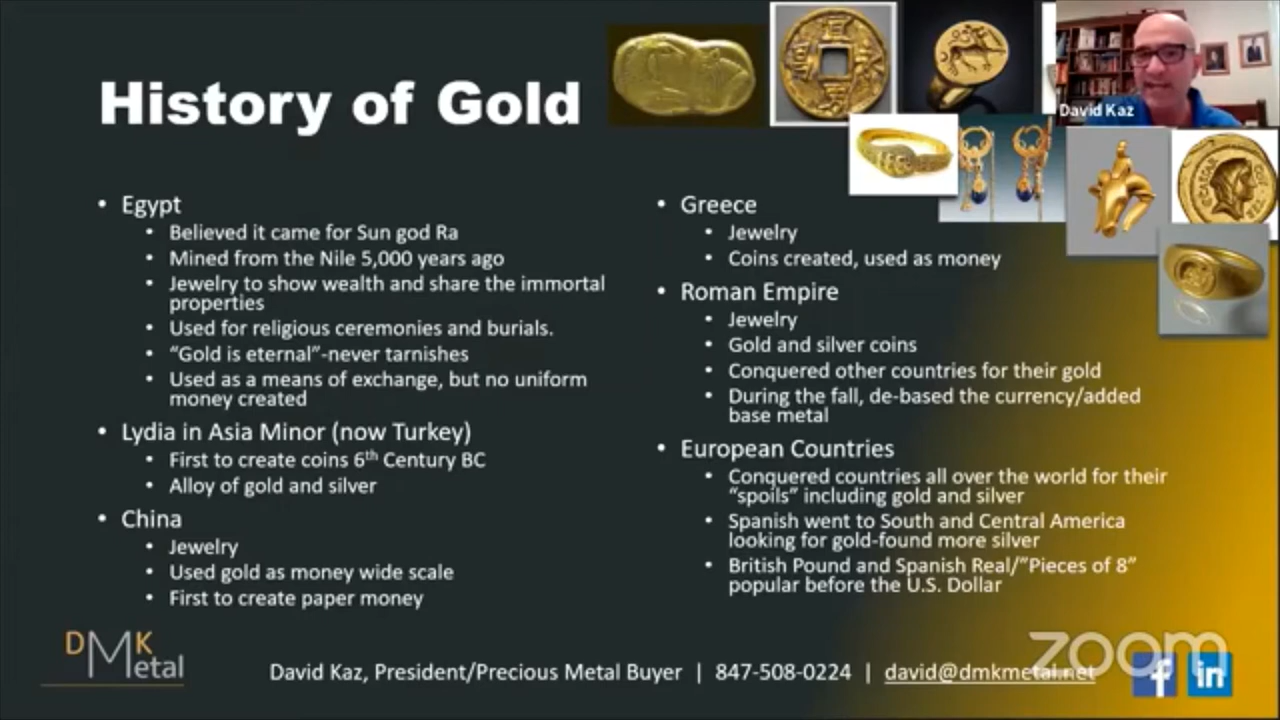 History of Gold
David Kaz
• Egypt
• Believed it came for Sun god Ra
• Mined from the Nile 5,000 years ago
• Jewelry to show wealth and share the immortal
properties
• Used for religious ceremonies and burials.
• “Gold is eternal”-never tarnishes
• Used as a means of exchange, but no uniform
money created
• Lydia in Asia Minor (now Turkey)
• First to create coins 6th Century BC
• Alloy of gold and silver
• China
• Jewelry
• Used gold as money wide scale
• First to create paper money
• Greece
• Jewelry
• Coins created, used as money
• Roman Empire
• Jewelry
• Gold and silver coins
• Conquered other countries for their gold
• During the fall, de-based the currency/added
base metal
• European Countries
• Conquered countries all over the world for their
“spoils” including gold and silver
• Spanish went to South and Central America
looking for gold-found more silver
• British Pound and Spanish Real/”Pieces of 8”
popular before the U.S. Dollar
DMK
Metal
David Kaz, President/Precious Metal Buyer | 847-508-0224 | david@dmkmetal.net
zoom
f in